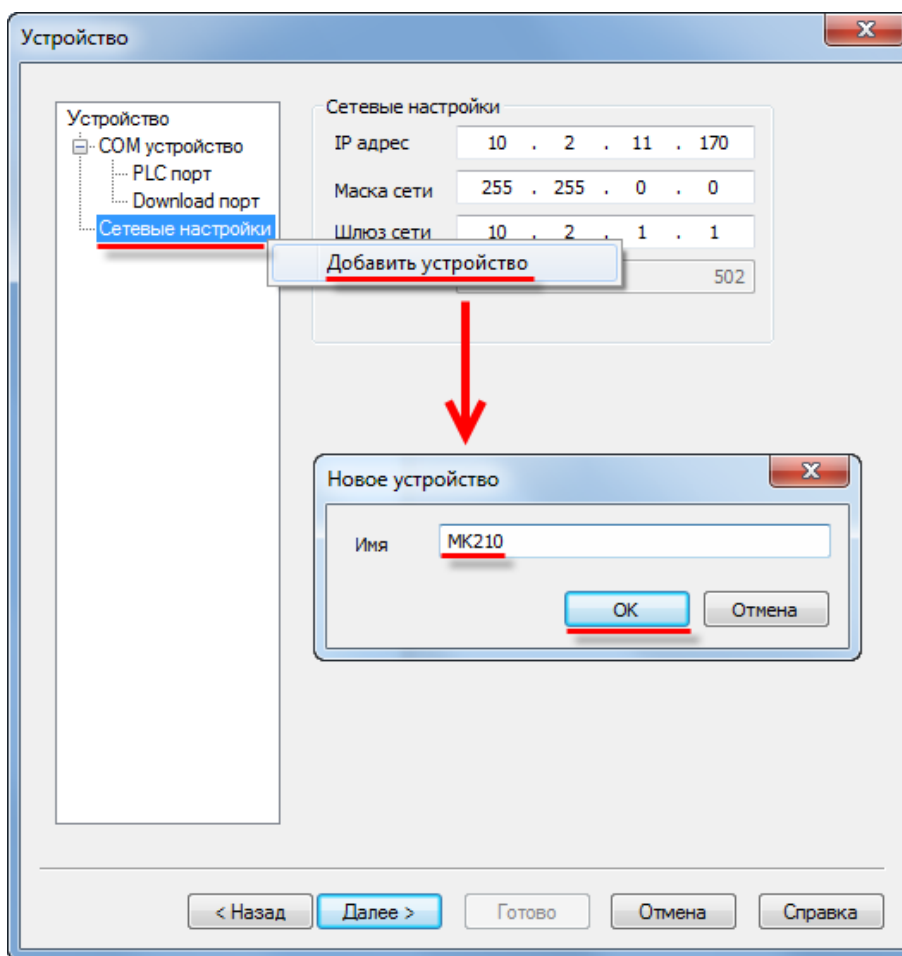 Устройство
Устройство
COM устройство
PLC порт
Download порт
Сетевые настройки
Сетевые настройки
IP адрес 10 . 2 . 11 . 170
Маска сети 255 . 255 . 0 . 0
Шлюз сети 10 . 2 . 1 . 1
Добавить устройство
502
Новое устройство
Имя MK210
OK Отмена
< Назад Далее > Готово Отмена Справка